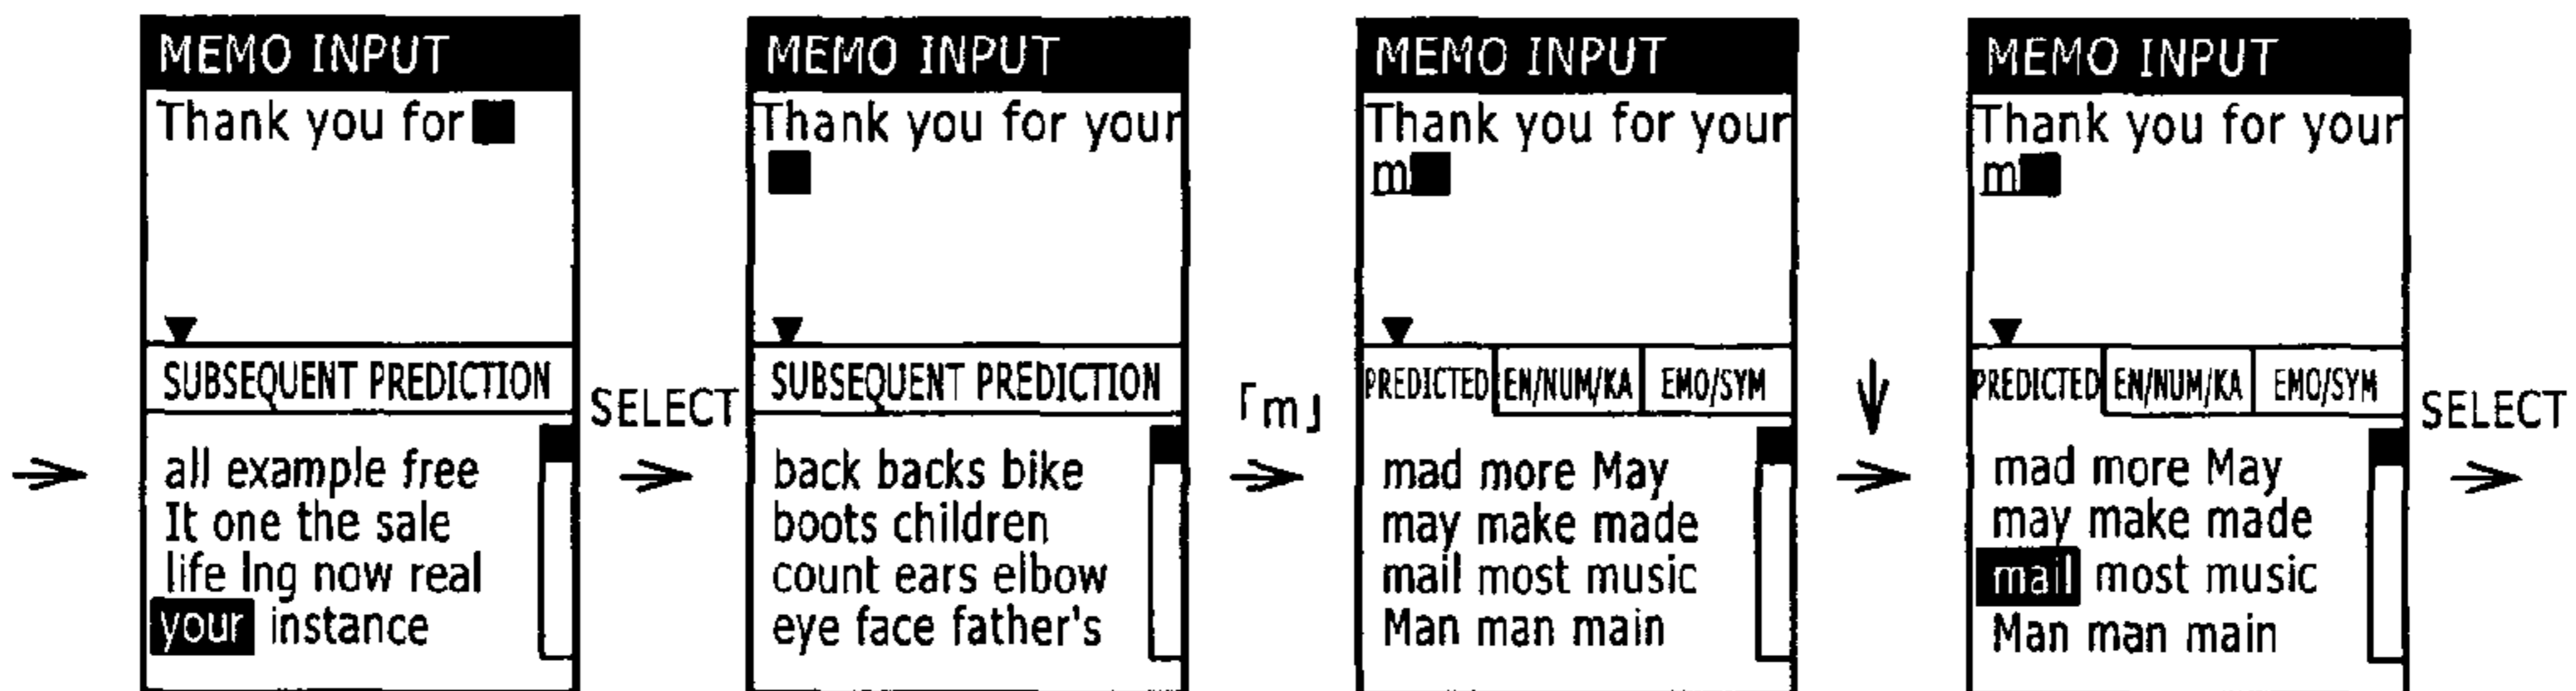 MEMO INPUT
Thank you for
SUBSEQUENT PREDICTION
all example free
It one the sale
life lng now real
your instance
SELECT
MEMO INPUT
Thank you for your
SUBSEQUENT PREDICTION
back backs bike
boots children
count ears elbow
eye face father's
「m」
MEMO INPUT
Thank you for your
m
PREDICTED EN/NUM/KA EMO/SYM
mad more May
may make made
mail most music
Man man main
MEMO INPUT
Thank you for your
m
PREDICTED EN/NUM/KA EMO/SYM
mad more May
may make made
mail most music
Man man main
SELECT